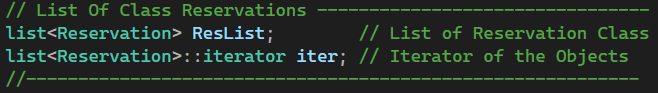 // List Of Class Reservations --------------------------------
list<Reservation> ResList;        // List of Reservation Class
list<Reservation>::iterator iter; // Iterator of the Objects
//-----------------------------------------------------------